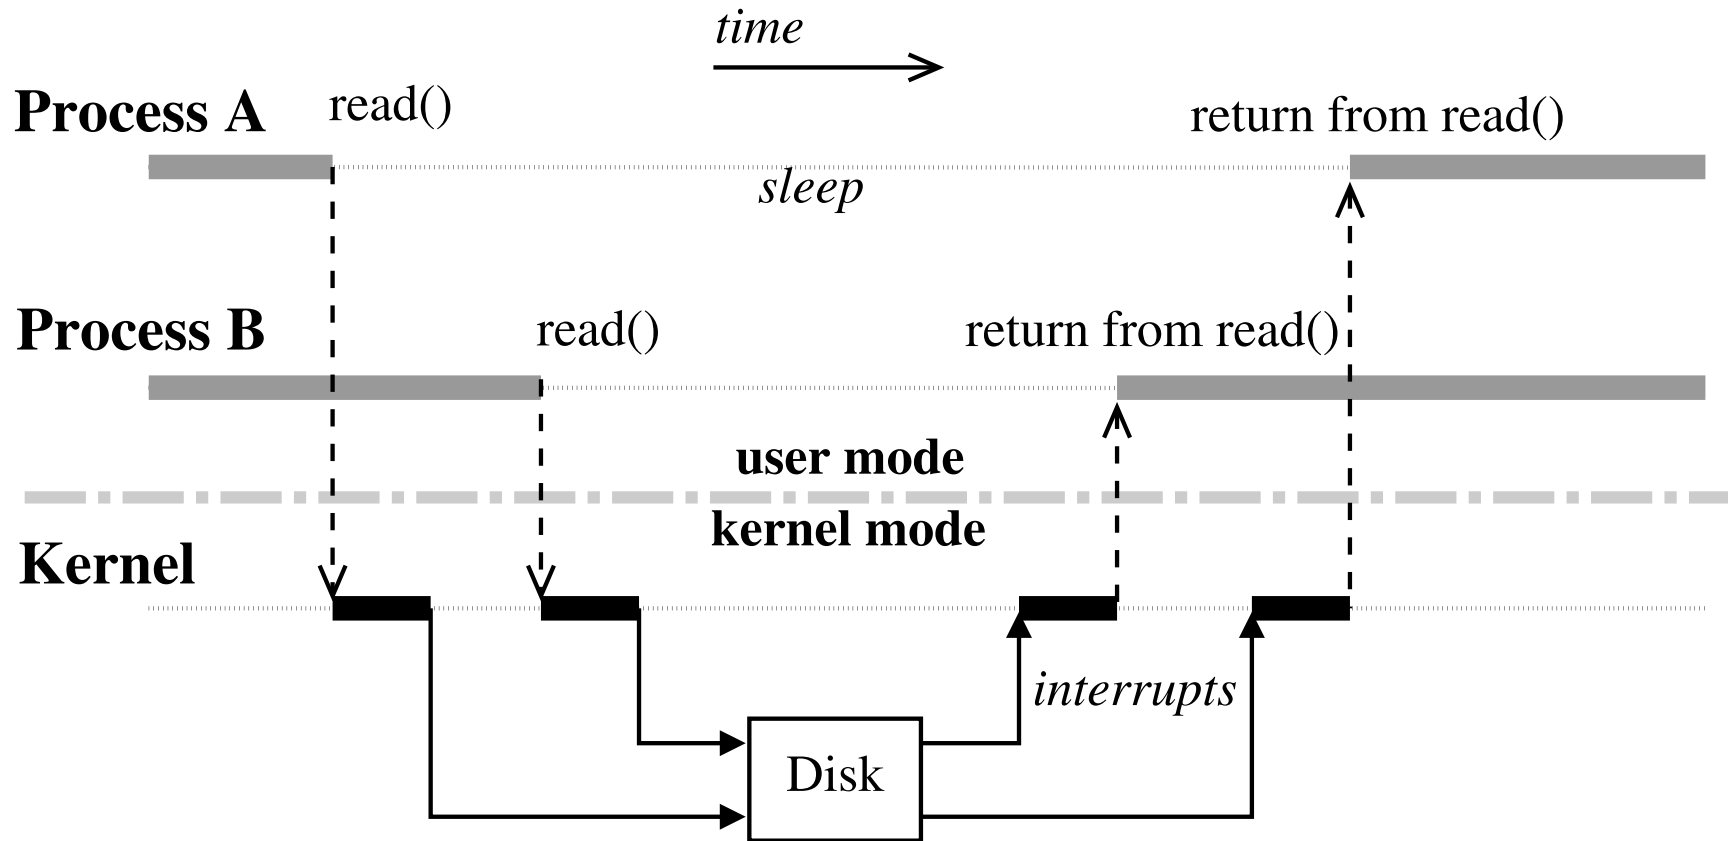 time
Process A
read()
return from read()
sleep
Process B
read()
return from read()
user mode
kernel mode
Kernel
interrupts
Disk